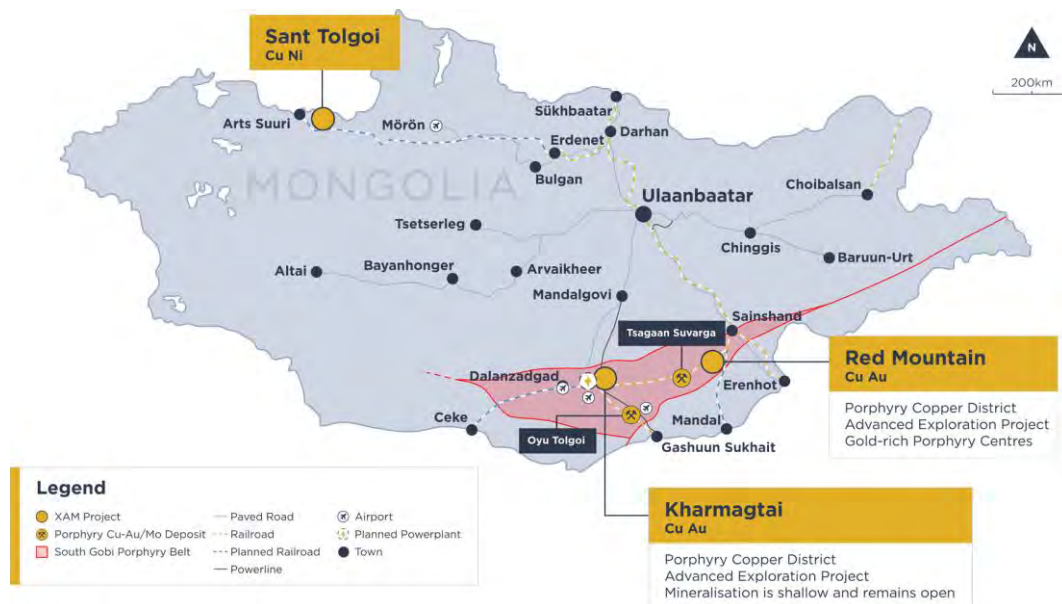 Sant Tolgoi
Cu Ni
N
200km
Arts Suuri
Mörön
Sükhbaatar
Darhan
Erdenet
Bulgan
MONGOLIA
Ulaanbaatar
Choibalsan
Tsetserleg
Chinggis
Baruun-Urt
Altai
Bayanhonger
Arvaikheer
Mandalgovi
Sainshand
Tsagaan Suvarga
Dalanzadgad
Erenhot
Ceke
Oyu Tolgoi
Mandal
Gashuun Sukhait
Red Mountain
Cu Au
Porphyry Copper District
Advanced Exploration Project
Gold-rich Porphyry Centres
Kharmagtai
Cu Au
Porphyry Copper District
Advanced Exploration Project
Mineralisation is shallow and remains open
Legend
XAM Project
Porphyry Cu-Au/Mo Deposit
South Gobi Porphyry Belt
Paved Road
Railroad
Planned Railroad
Powerline
Airport
Planned Powerplant
Town